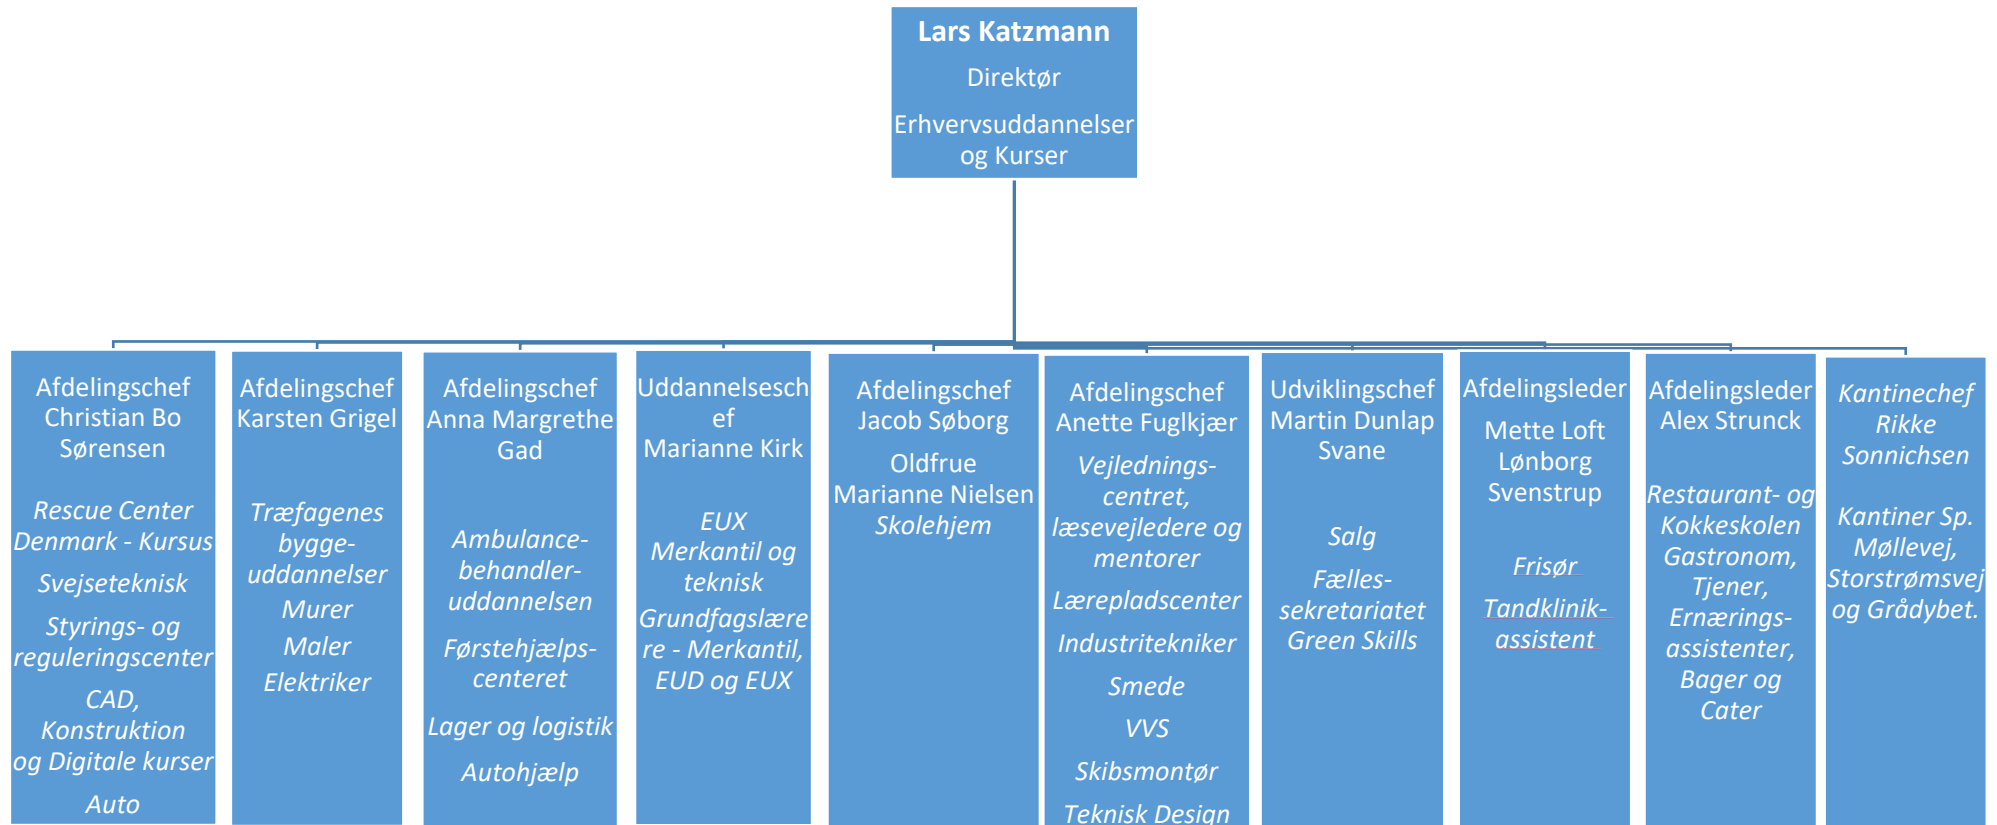 Lars Katzmann
Direktør
Erhvervsuddannelser
og Kurser
Afdelingschef
Christian Bo
Sørensen
Rescue Center
Denmark - Kursus
Svejseteknisk
Styrings- og
reguleringscenter
CAD,
Konstruktion
og Digitale kurser
Auto
Afdelingschef
Karsten Grigel
Træfagenes
bygge-
uddannelser
Murer
Maler
Elektriker
Afdelingschef
Anna Margrethe
Gad
Ambulance-
behandler-
uddannelsen
Førstehjælps-
centeret
Lager og logistik
Autohjælp
Uddannelsesch
ef
Marianne Kirk
EUX
Merkantil og
teknisk
Grundfagslære
re - Merkantil,
EUD og EUX
Afdelingschef
Jacob Søborg
Oldfrue
Marianne Nielsen
Skolehjem
Afdelingschef
Anette Fuglkjær
Vejlednings-
centret,
læsevejledere og
mentorer
Lærepladscenter
Industritekniker
Smede
VVS
Skibsmontør
Teknisk Design
Udviklingschef
Martin Dunlap
Svane
Salg
Fælles-
sekretariatet
Green Skills
Afdelingsleder
Mette Loft
Lønborg
Svenstrup
Frisør
Tandklinik-
assistent
Afdelingsleder
Alex Strunck
Restaurant- og
Kokkeskolen
Gastronom,
Tjener,
Ernærings-
assistenter,
Bager og
Cater
Kantinechef
Rikke
Sonnichsen
Kantiner Sp.
Møllevej,
Storstrømsvej
og Grådybet.